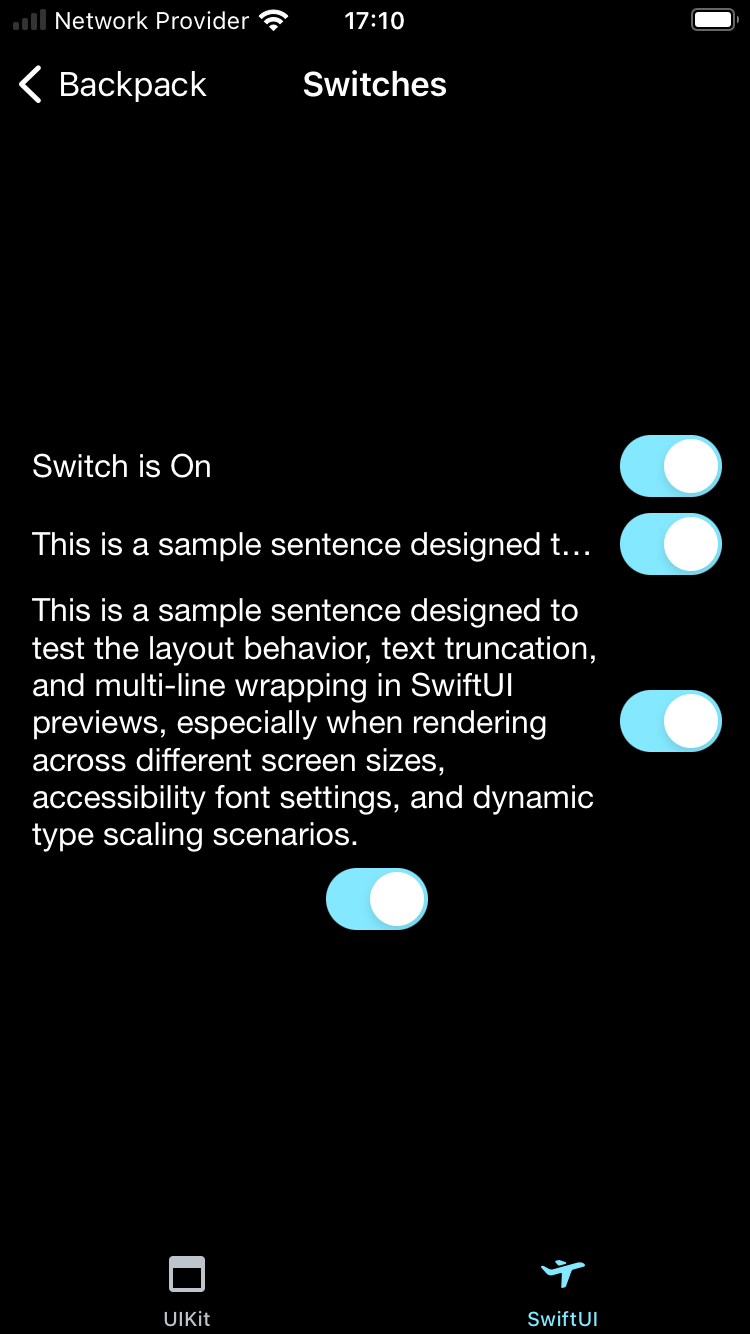 Network Provider 17:10
Backpack Switches
Switch is On
This is a sample sentence designed t...
This is a sample sentence designed to
test the layout behavior, text truncation,
and multi-line wrapping in SwiftUI
previews, especially when rendering
across different screen sizes,
accessibility font settings, and dynamic
type scaling scenarios.
UIKit SwiftUI